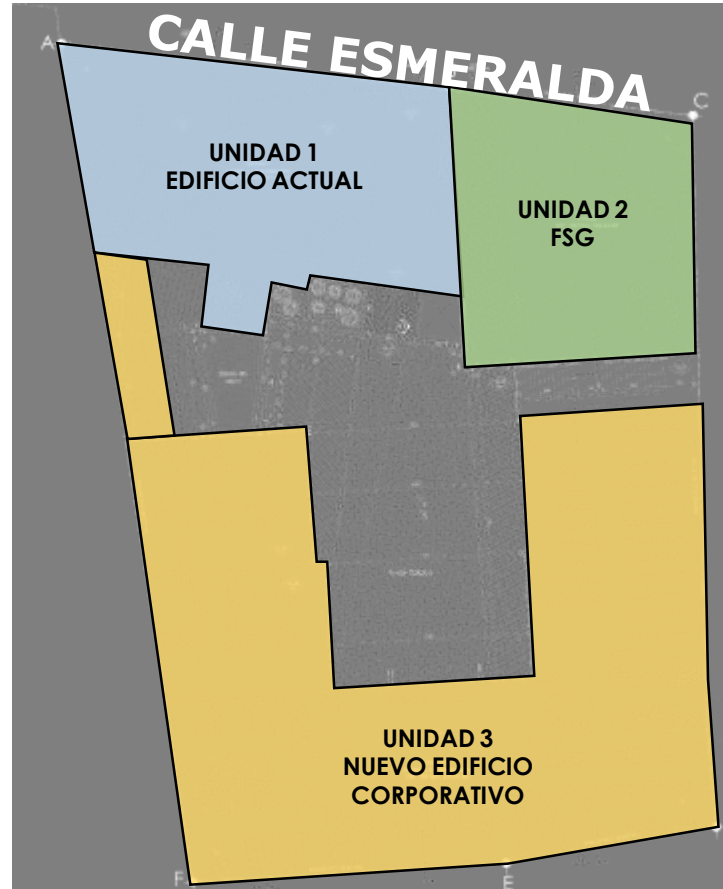 CALLE ESMERALDA
A
C
UNIDAD 1
EDIFICIO ACTUAL
UNIDAD 2
FSG
UNIDAD 3
NUEVO EDIFICIO
CORPORATIVO
F
E